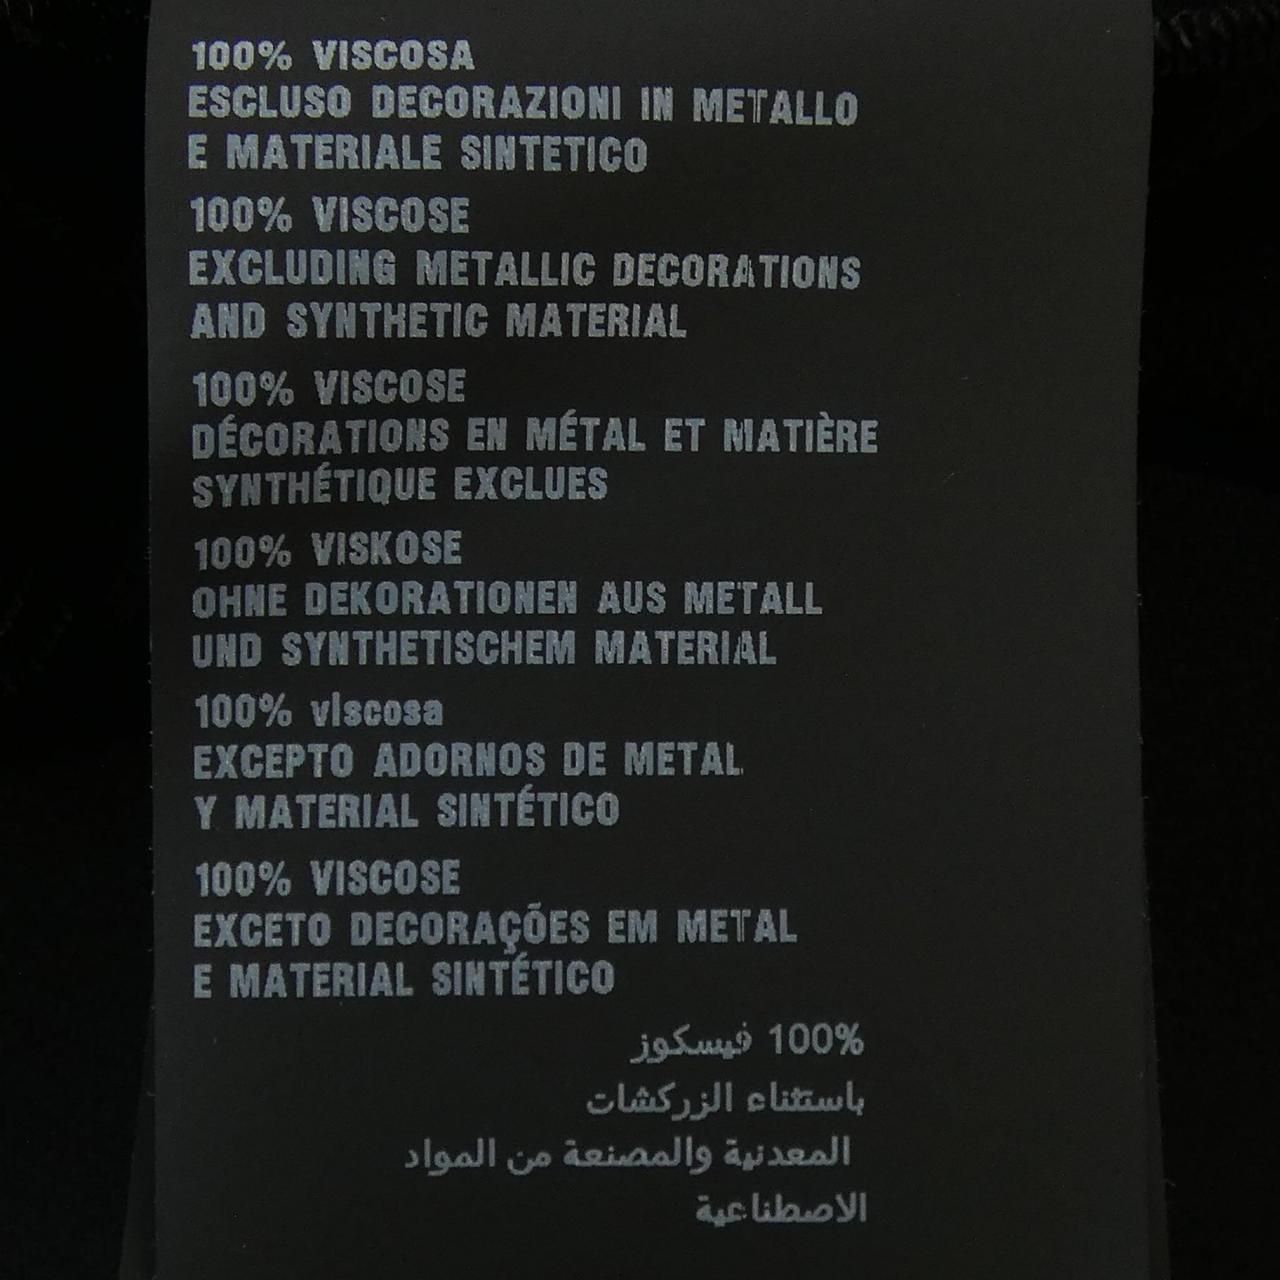 100% VISCOSA
ESCLUSO DECORAZIONI IN METALLO
E MATERIALE SINTETICO
100% VISCOSE
EXCLUDING METALLIC DECORATIONS
AND SYNTHETIC MATERIAL
100% VISCOSE
DÉCORATIONS EN MÉTAL ET MATIÈRE
SYNTHÉTIQUE EXCLUES
100% VISKOSE
OHNE DEKORATIONEN AUS METALL
UND SYNTHETISCHEM MATERIAL
100% viscosa
EXCEPTO ADORNOS DE METAL
Y MATERIAL SINTÉTICO
100% VISCOSE
EXCETO DECORAÇÕES EM METAL
E MATERIAL SINTÉTICO
100% فيسكوز
باستثناء الزركشات
المعدنية والمصنعة من المواد
الاصطناعية